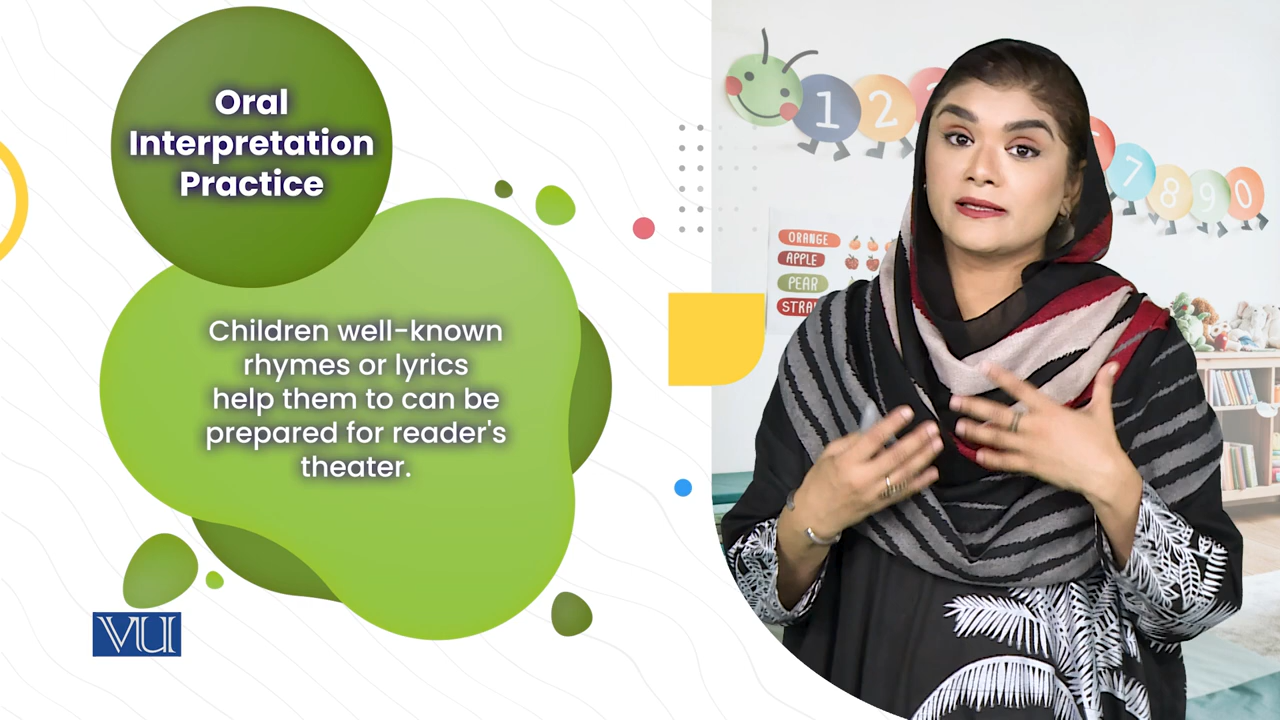 Oral
Interpretation
Practice
Children well-known
rhymes or lyrics
help them to can be
prepared for reader's
theater.
VU
1 2
7 8 9 0
ORANGE
APPLE
PEAR